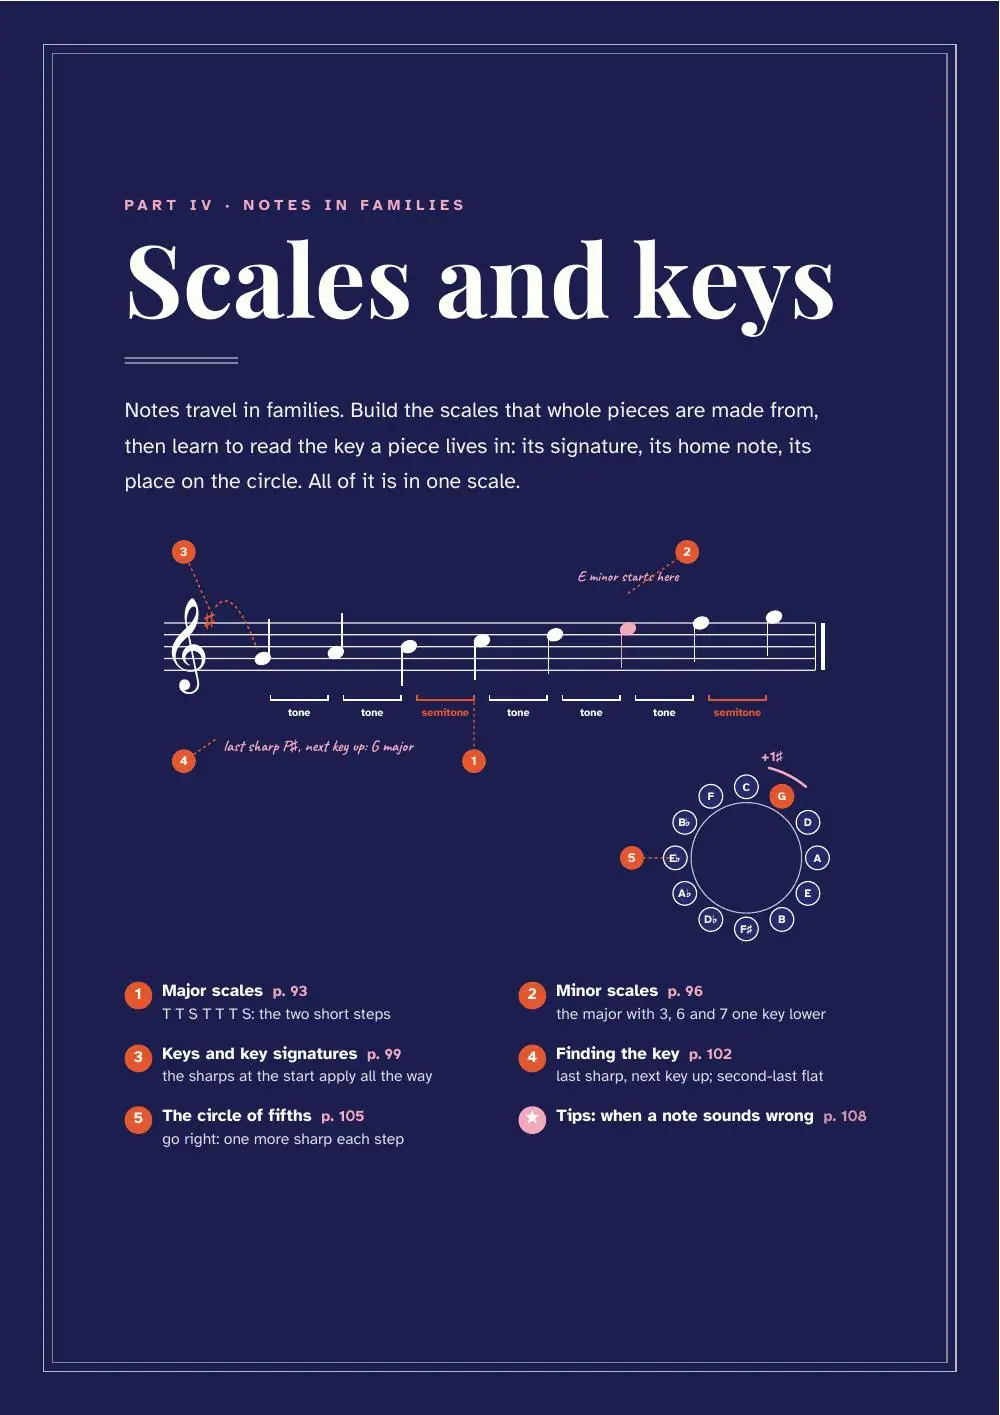 PART IV · NOTES IN FAMILIES
Scales and keys
Notes travel in families. Build the scales that whole pieces are made from,
then learn to read the key a piece lives in: its signature, its home note, its
place on the circle. All of it is in one scale.
3
2
E minor starts here
♯
tone
tone
semitone
tone
tone
tone
semitone
last sharp F♯, next key up: G major
4
1
+1♯
C
G
D
A
E
B
F♯
D♭
A♭
E♭
B♭
F
5
1 Major scales p. 93
T T S T T T S: the two short steps
2 Minor scales p. 96
the major with 3, 6 and 7 one key lower
3 Keys and key signatures p. 99
the sharps at the start apply all the way
4 Finding the key p. 102
last sharp, next key up; second-last flat
5 The circle of fifths p. 105
go right: one more sharp each step
★ Tips: when a note sounds wrong p. 108